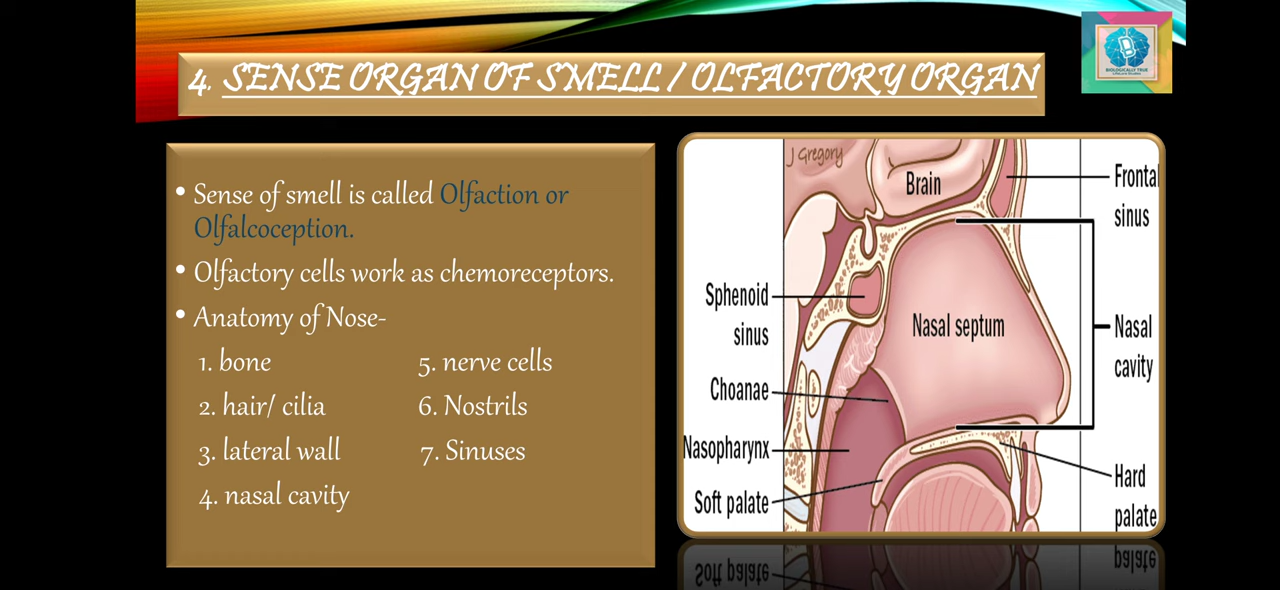 4. SENSE ORGAN OF SMELL / OLFACTORY ORGAN
BIOLOGICALLY TRUE
• Sense of smell is called Olfaction or
Olfalcoception.
• Olfactory cells work as chemoreceptors.
• Anatomy of Nose-
1. bone
2. hair/ cilia
3. lateral wall
4. nasal cavity
5. nerve cells
6. Nostrils
7. Sinuses
J Gregory
Brain
Frontal
sinus
Sphenoid
sinus
Nasal septum
Nasal
cavity
Choanae
Nasopharynx
Soft palate
Hard
palate